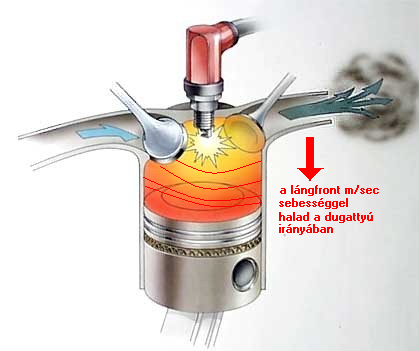 a lángfront m/sec
sebességgel
halad a dugattyú
irányában